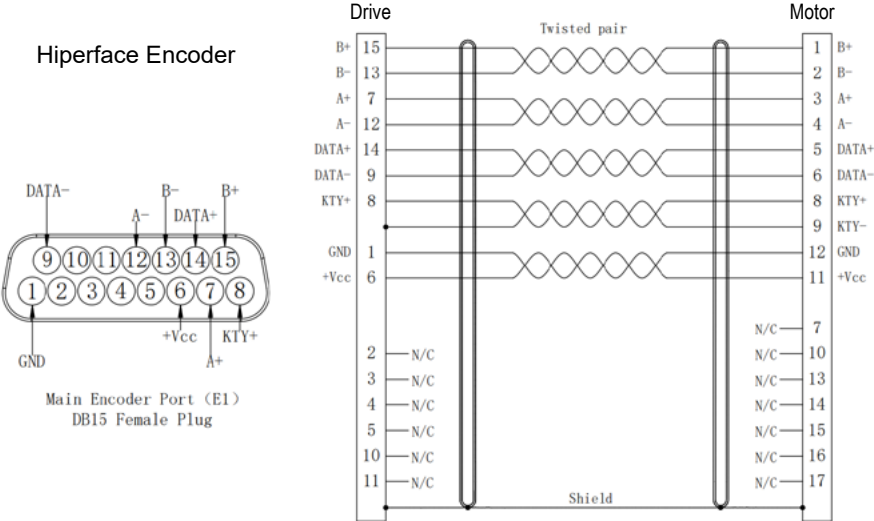 Hiperface Encoder
DATA-
B-
B+
A-
DATA+
9 10 11 12 13 14 15
1 2 3 4 5 6 7 8
+Vcc
KTY+
GND
A+
Main Encoder Port（E1）
DB15 Female Plug
Drive
Motor
Twisted pair
B+ 15 1 B+
B- 13 2 B-
A+ 7 3 A+
A- 12 4 A-
DATA+ 14 5 DATA+
DATA- 9 6 DATA-
KTY+ 8 8 KTY+
9 KTY-
GND 1 12 GND
+Vcc 6 11 +Vcc
N/C 7
2 N/C N/C 10
3 N/C N/C 13
4 N/C N/C 14
5 N/C N/C 15
10 N/C N/C 16
11 N/C N/C 17
Shield